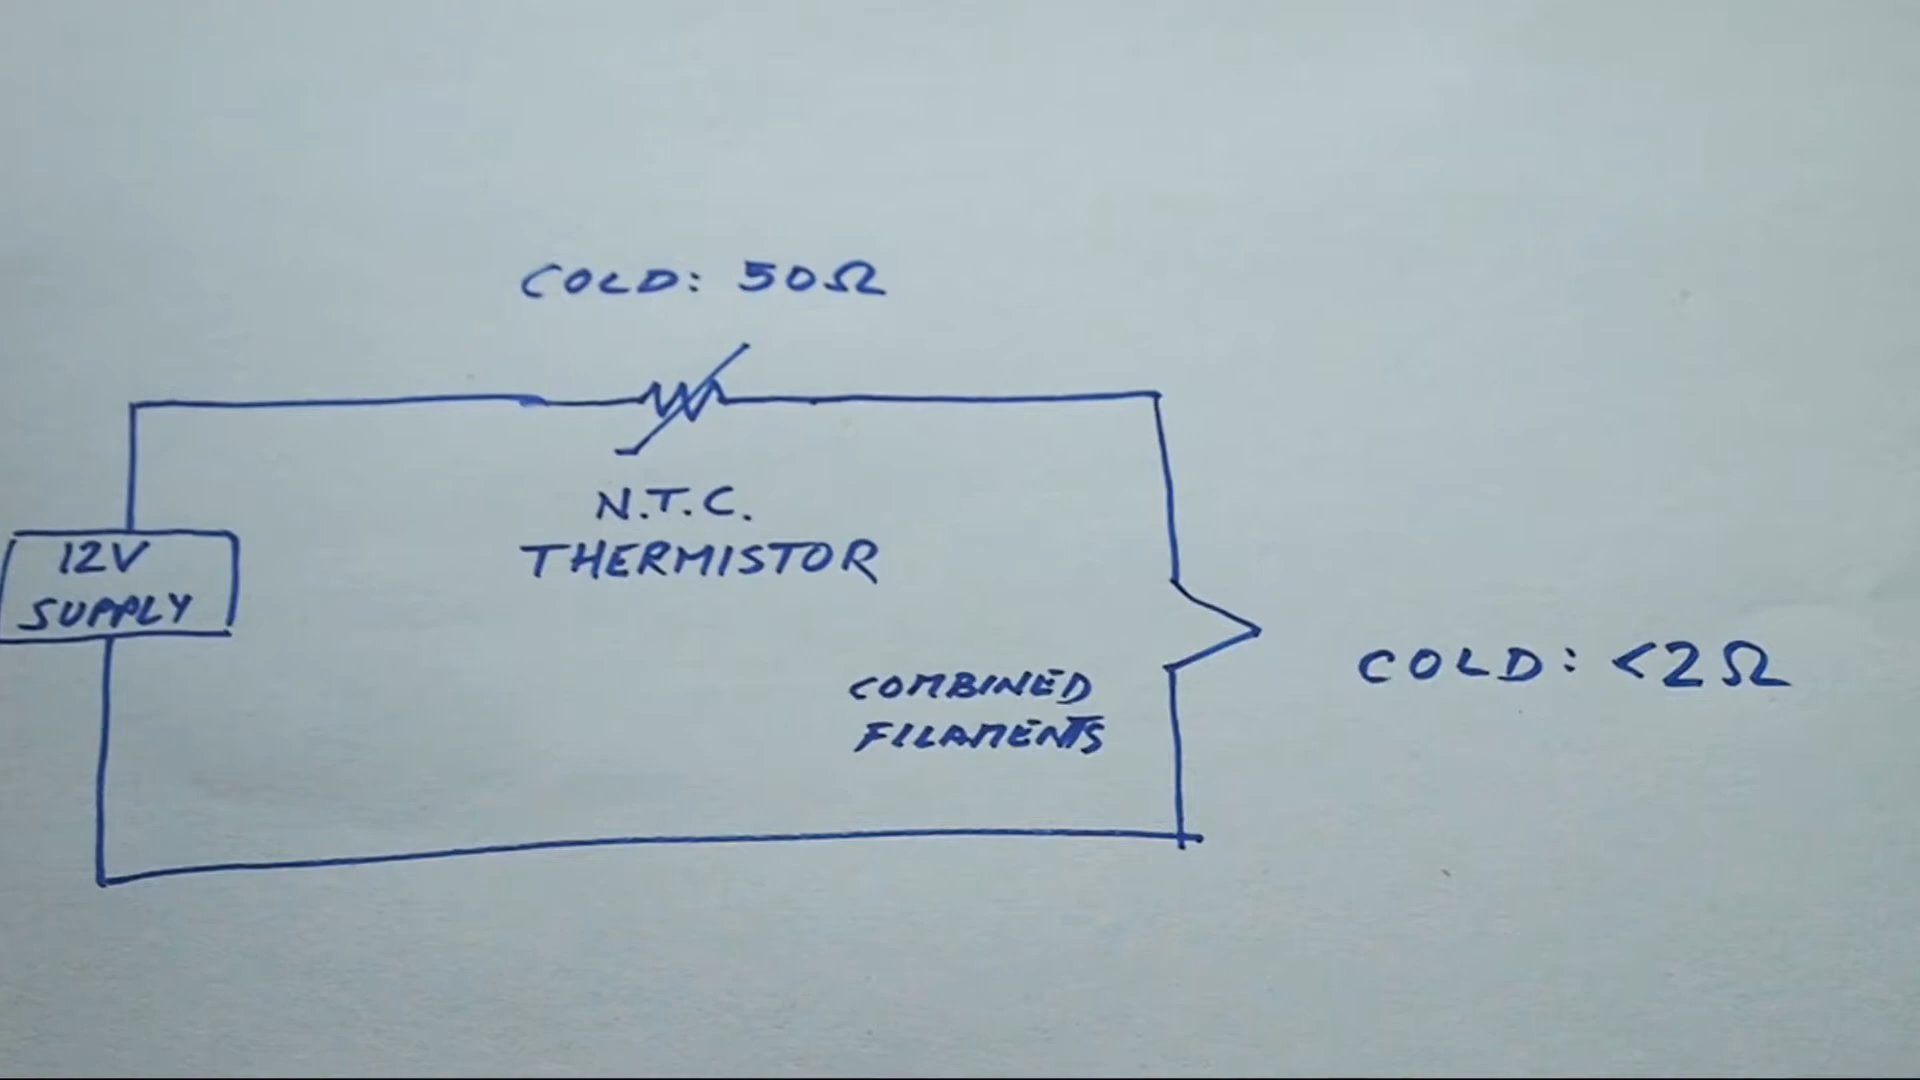 COLD: 50Ω
N.T.C.
THERMISTOR
12V
SUPPLY
COMBINED
FILAMENTS
COLD: <2Ω